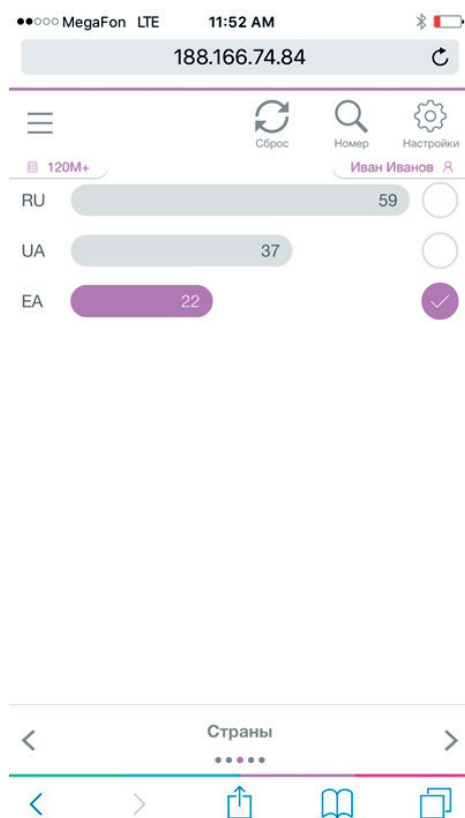 MegaFon LTE 11:52 AM
188.166.74.84
Сброс Номер Настройки
120M+ Иван Иванов
RU 59
UA 37
EA 22
Страны